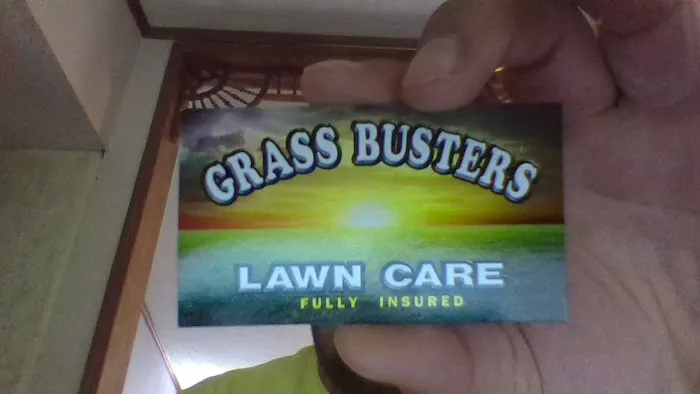 GRASS BUSTERS
LAWN CARE
FULLY INSURED